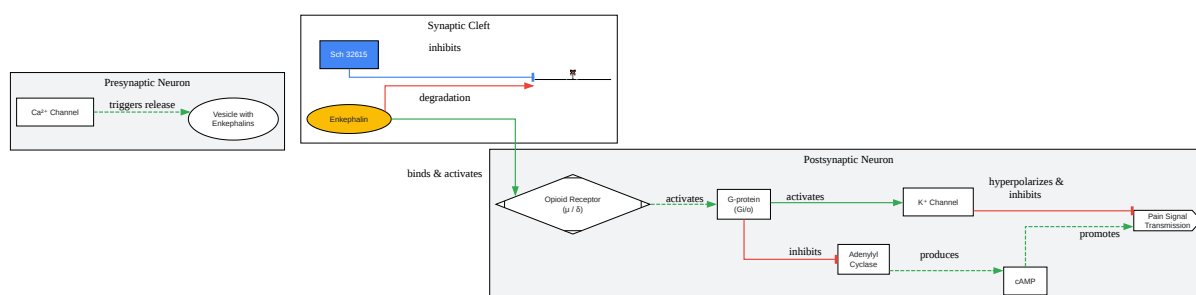 Synaptic Cleft
Sch 32615
inhibits
degradation
Enkephalin
Presynaptic Neuron
Ca²⁺ Channel
triggers release
Vesicle with
Enkephalins
binds & activates
Postsynaptic Neuron
Opioid Receptor
(μ / δ)
activates
G-protein
(Gi/o)
activates
K⁺ Channel
hyperpolarizes &
inhibits
Pain Signal
Transmission
inhibits
Adenylyl
Cyclase
produces
cAMP
promotes